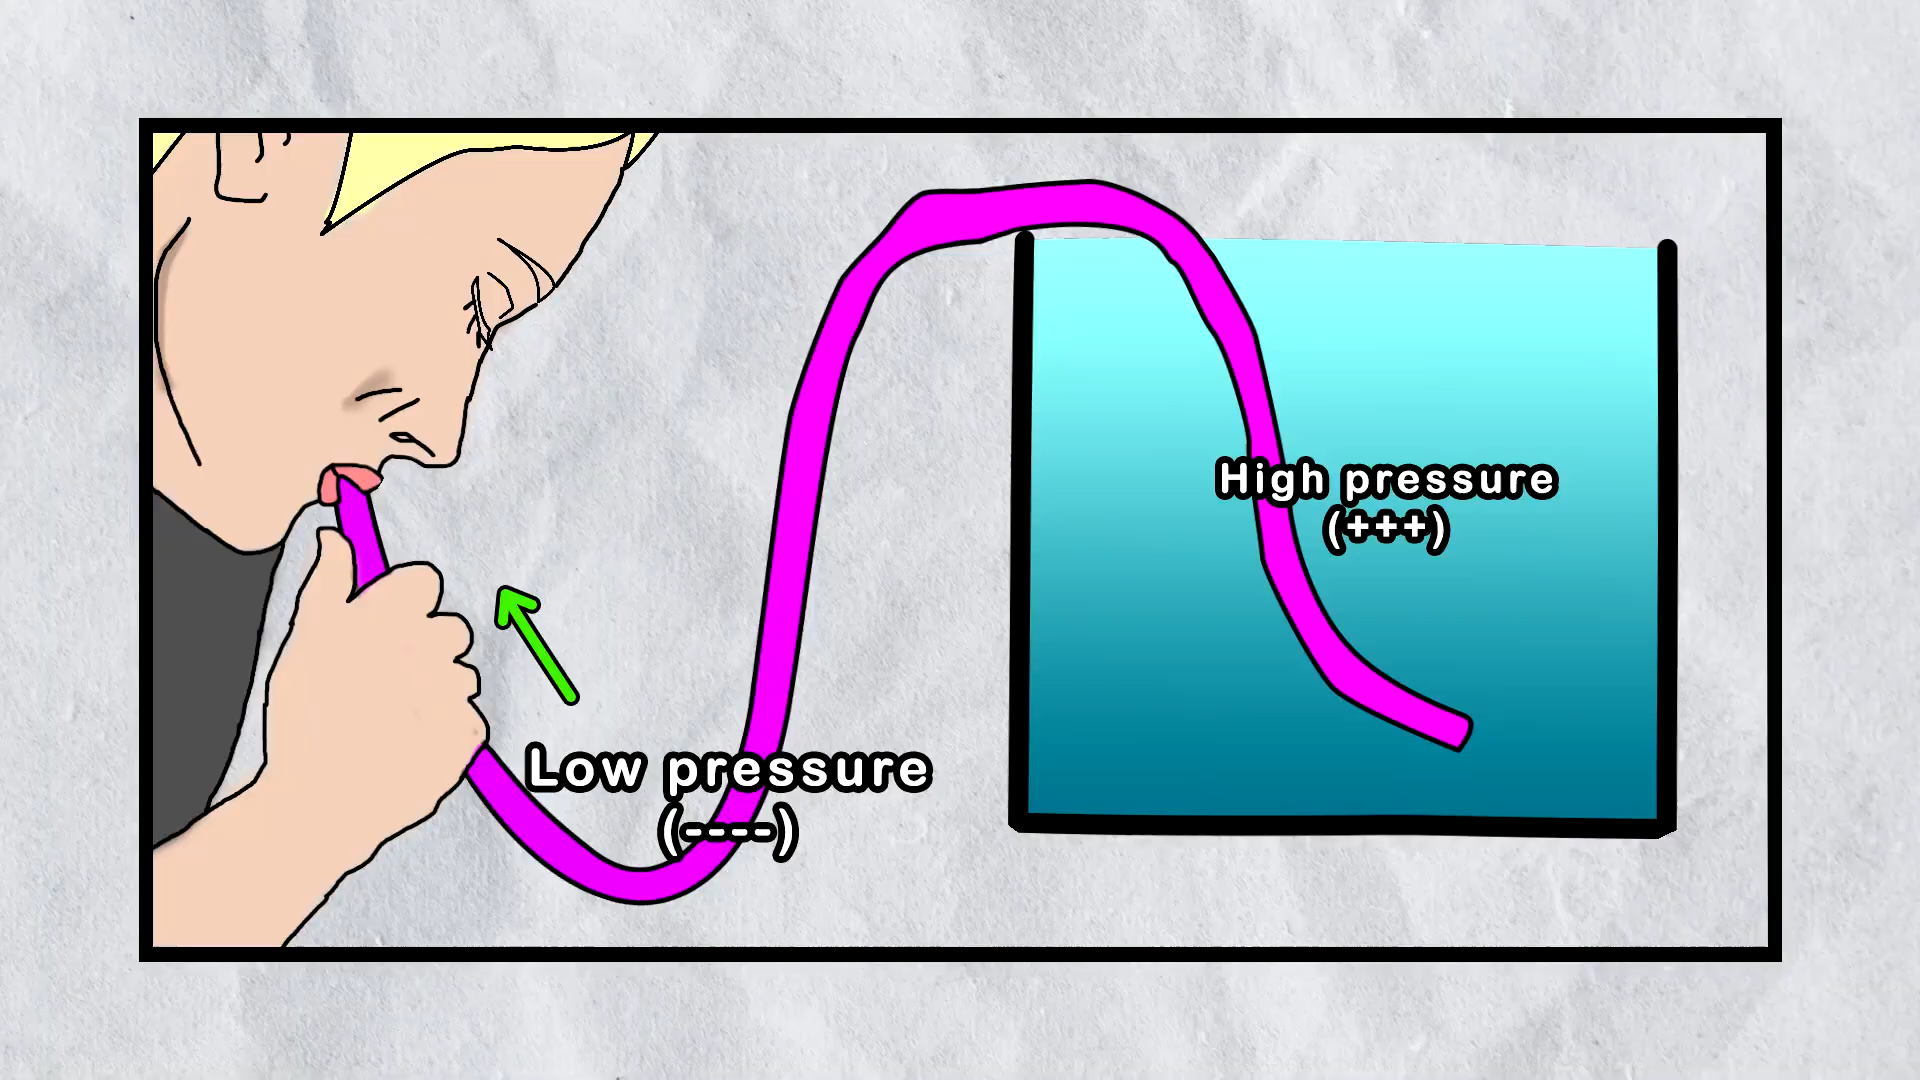 High pressure
(+++)
Low pressure
(----)